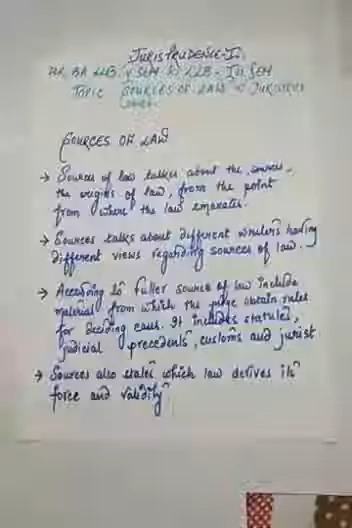 JURISPRUDENCE-I
BA LLB V SEM & LLB - III SEM
TOPIC SOURCES OF LAW
SOURCES OF LAW
→ Sources of law talks about the sources,
the origins of law, from the point
from where the law emanates.
→ Sources talks about different writers having
different views regarding sources of law.
→ According to Fuller source of law include
material from which the judge obtain rules
for deciding cases. It includes statutes,
judicial precedents, customs and jurist
→ Sources also states which law derives its
force and validity.